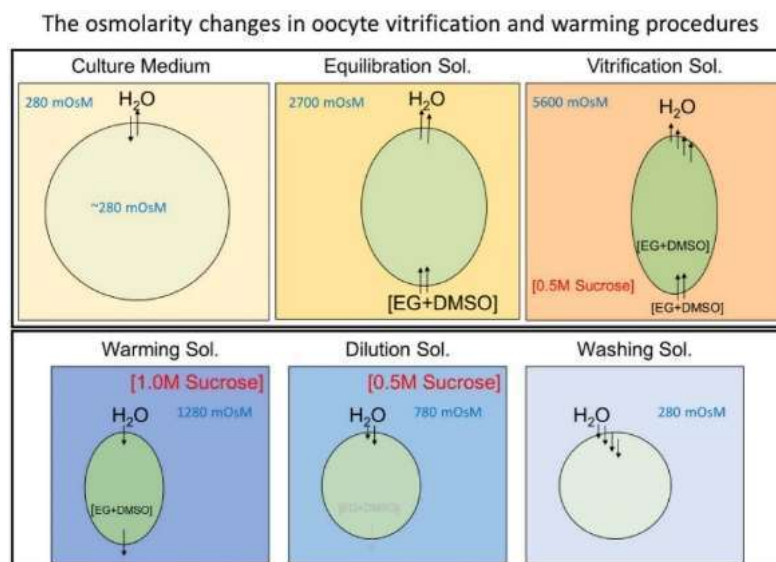 The osmolarity changes in oocyte vitrification and warming procedures
Culture Medium
280 mOsM
H₂O
~280 mOsM
Equilibration Sol.
2700 mOsM
H₂O
[EG+DMSO]
Vitrification Sol.
5600 mOsM
H₂O
[EG+DMSO]
[0.5M Sucrose]
[EG+DMSO]
Warming Sol.
[1.0M Sucrose]
H₂O
1280 mOsM
[EG+DMSO]
Dilution Sol.
[0.5M Sucrose]
H₂O
780 mOsM
[EG+DMSO]
Washing Sol.
H₂O
280 mOsM